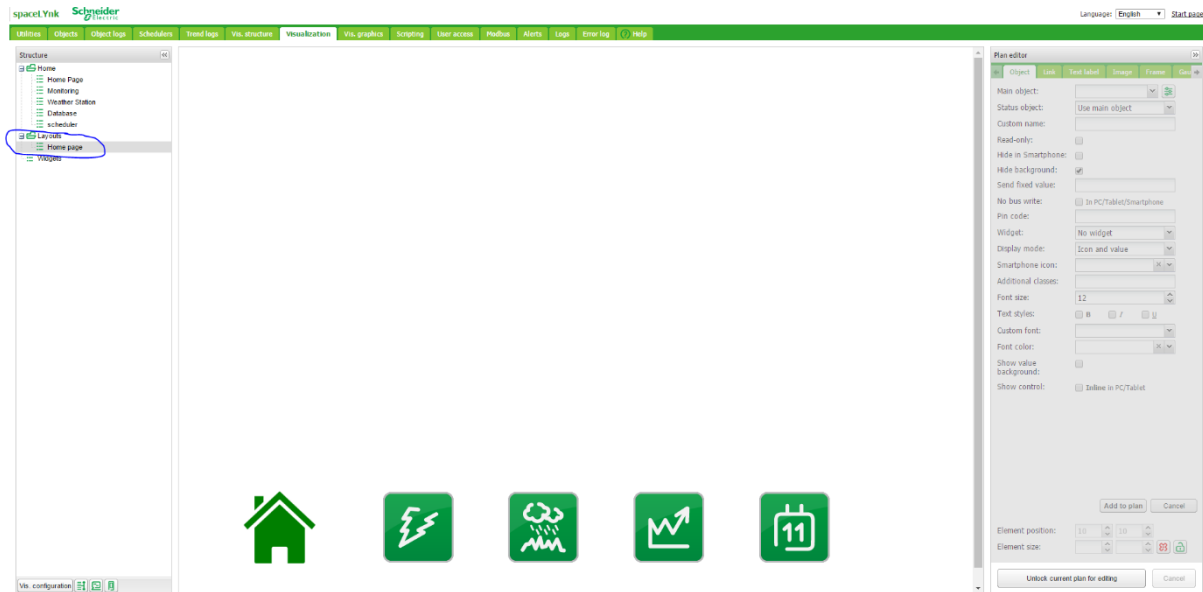 spaceLYnk Schneider Electric Language: English Start page
Utilities Objects Object logs Schedulers Trend logs Vis. structure Visualization Vis. graphics Scripting User access Modbus Alerts Logs Error log ? Help
Structure
Home
Home Page
Monitoring
Weather Station
Database
scheduler
Layouts
Home page
Widgets
11
Vis. configuration
Plan editor
Object Link Text label Image Frame
Main object:
Status object: Use main object
Custom name:
Read-only:
Hide in Smartphone:
Hide background:
Send fixed value:
No bus write: In PC/Tablet/Smartphone
Pin code:
Widget: No widget
Display mode: Icon and value
Smartphone icon:
Additional classes:
Font size: 12
Text styles: B I U
Custom font:
Font color:
Show value
background:
Show control: Inline in PC/Tablet
Add to plan Cancel
Element position: 10 10
Element size:
Unlock current plan for editing Cancel